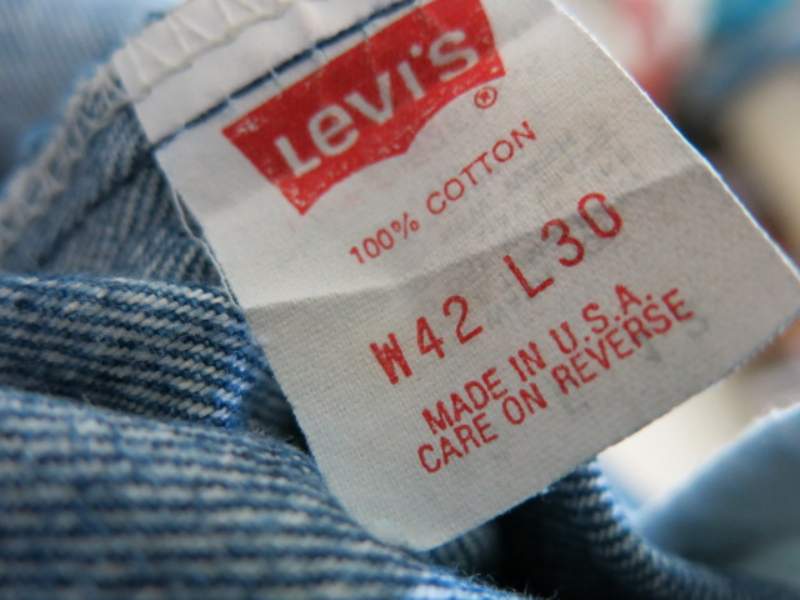 Levi's
®
100% COTTON
W42 L30
MADE IN U.S.A.
CARE ON REVERSE